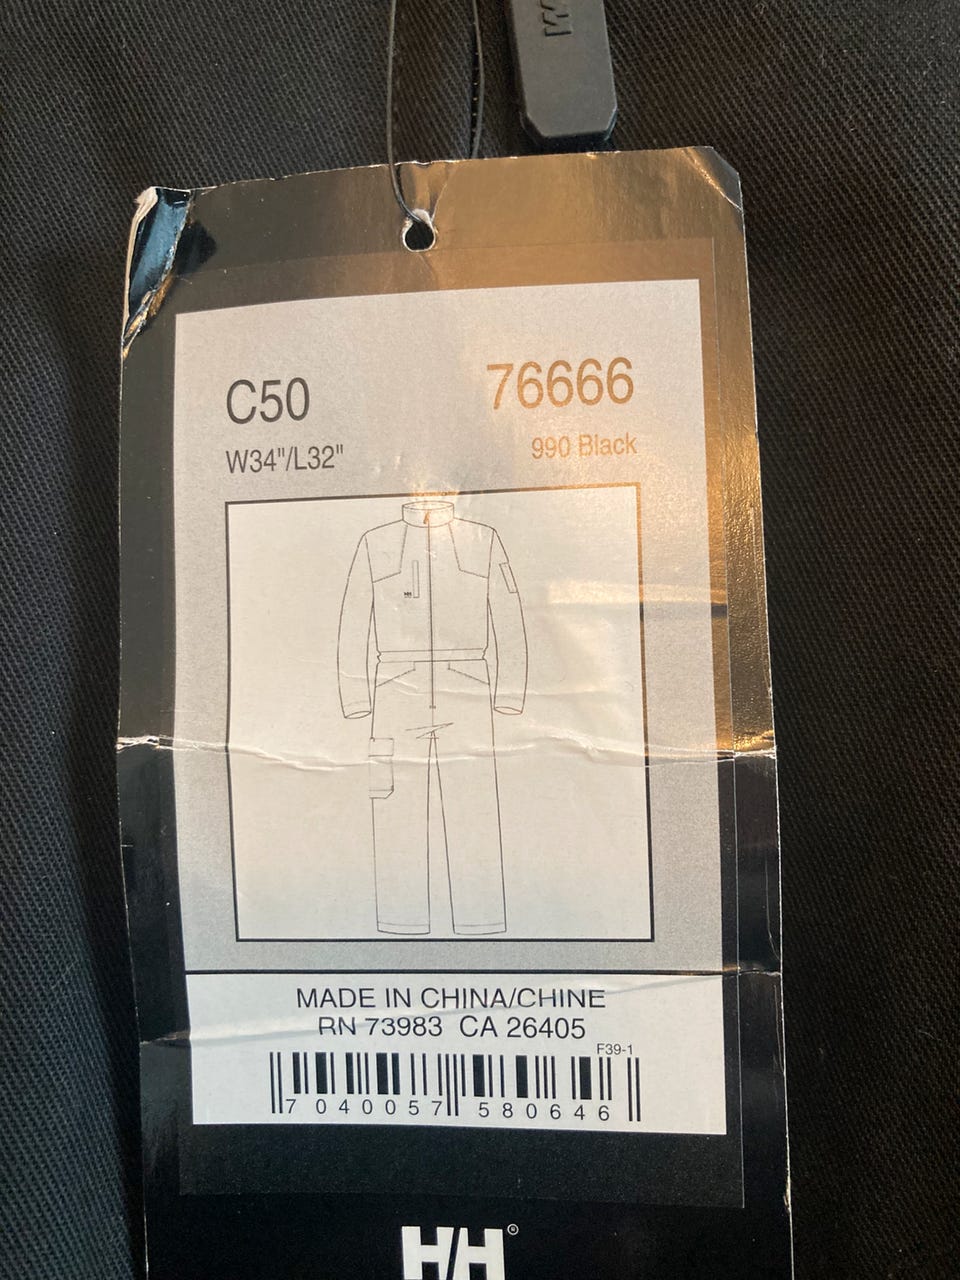 C50
76666
W34"/L32"
990 Black
HH
MADE IN CHINA/CHINE
RN 73983 CA 26405
F39-1
7 040057 580646
H/H®